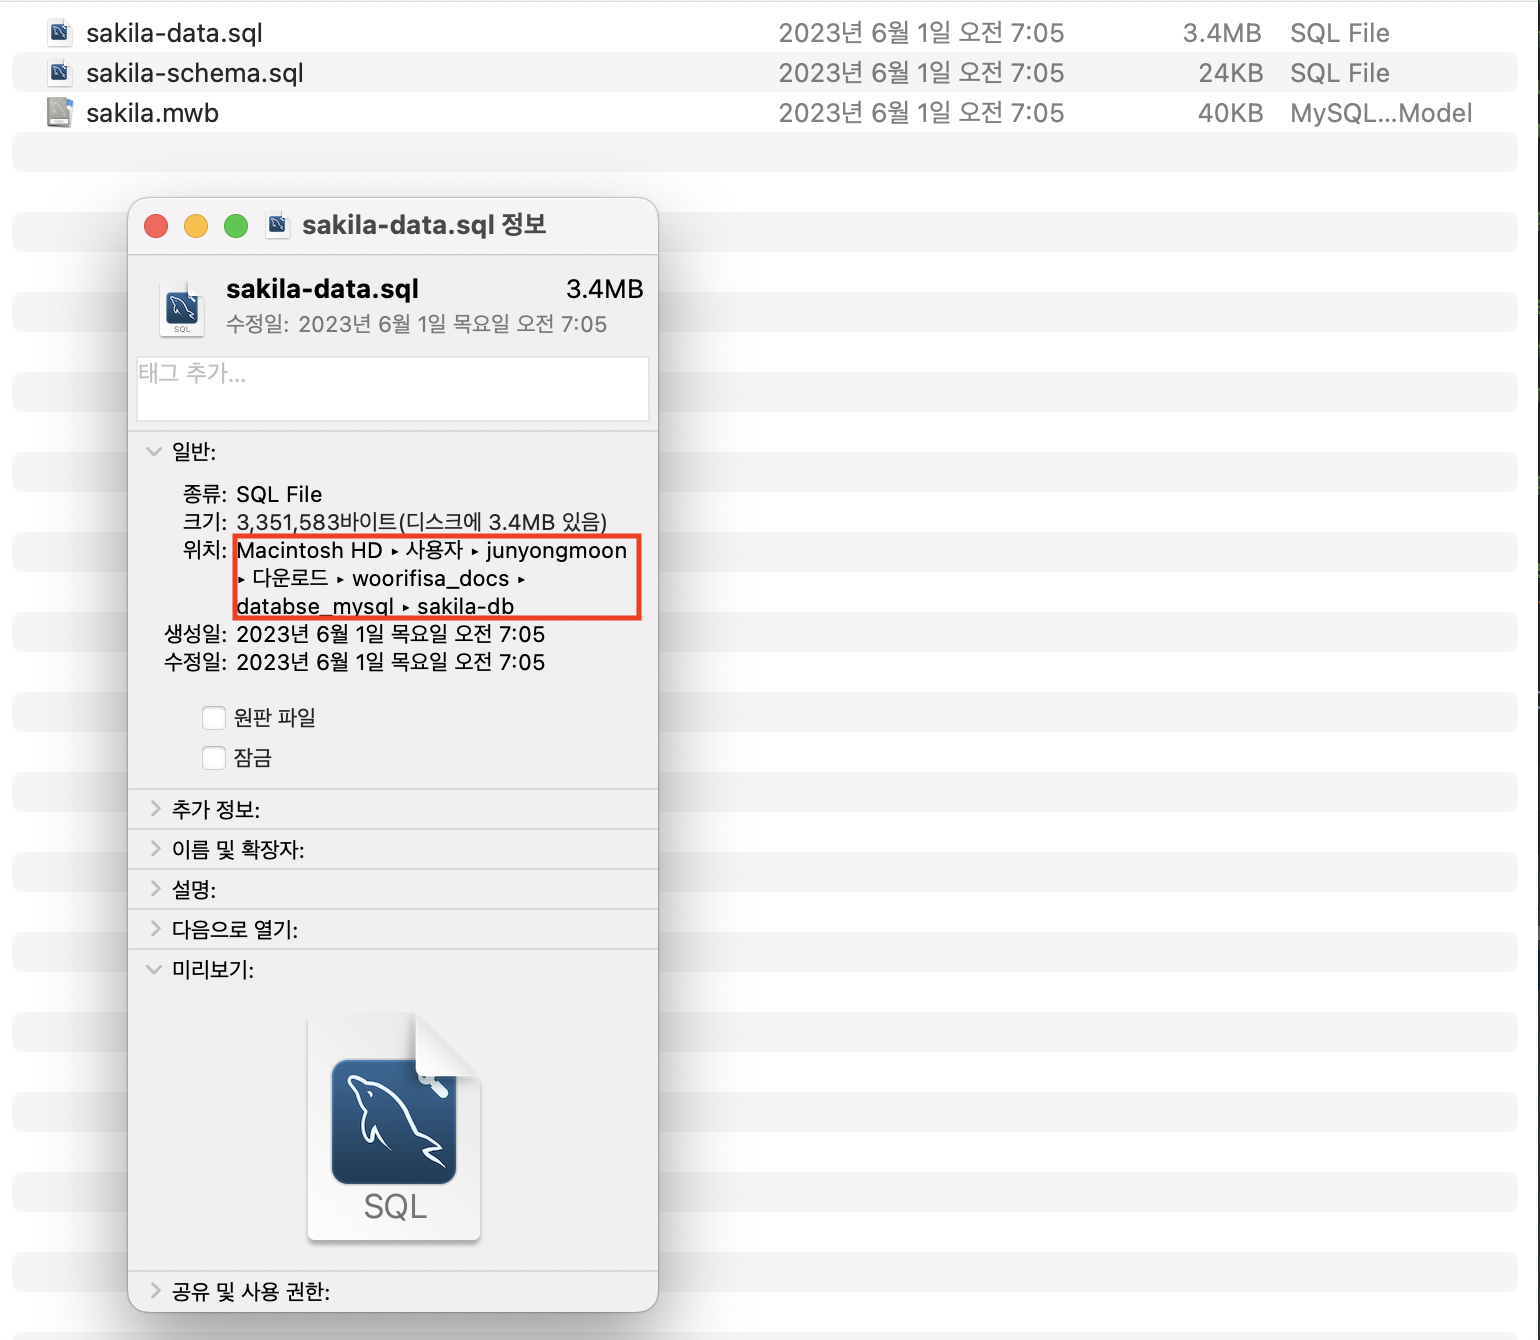 sakila-data.sql 2023년 6월 1일 오전 7:05 3.4MB SQL File
sakila-schema.sql 2023년 6월 1일 오전 7:05 24KB SQL File
sakila.mwb 2023년 6월 1일 오전 7:05 40KB MySQL...Model
sakila-data.sql 정보
sakila-data.sql 3.4MB
수정일: 2023년 6월 1일 목요일 오전 7:05
SQL
태그 추가...
일반:
종류: SQL File
크기: 3,351,583바이트(디스크에 3.4MB 있음)
위치: Macintosh HD ▸ 사용자 ▸ junyongmoon
▸ 다운로드 ▸ woorifisa_docs ▸
databse_mysql ▸ sakila-db
생성일: 2023년 6월 1일 목요일 오전 7:05
수정일: 2023년 6월 1일 목요일 오전 7:05
원판 파일
잠금
추가 정보:
이름 및 확장자:
설명:
다음으로 열기:
미리보기:
SQL
공유 및 사용 권한: